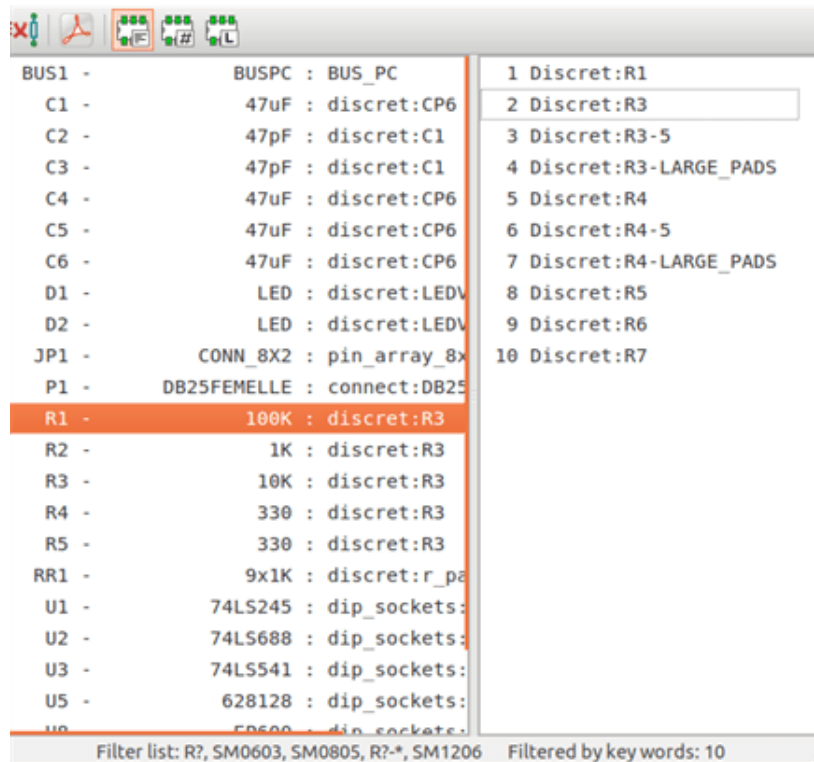 BUS1 - BUSPC : BUS_PC
C1 - 47uF : discret:CP6
C2 - 47pF : discret:C1
C3 - 47pF : discret:C1
C4 - 47uF : discret:CP6
C5 - 47uF : discret:CP6
C6 - 47uF : discret:CP6
D1 - LED : discret:LEDV
D2 - LED : discret:LEDV
JP1 - CONN_8X2 : pin_array_8x
P1 - DB25FEMELLE : connect:DB25
R1 - 100K : discret:R3
R2 - 1K : discret:R3
R3 - 10K : discret:R3
R4 - 330 : discret:R3
R5 - 330 : discret:R3
RR1 - 9x1K : discret:r_pa
U1 - 74LS245 : dip_sockets:
U2 - 74LS688 : dip_sockets:
U3 - 74LS541 : dip_sockets:
U5 - 628128 : dip_sockets:
U8 - EP600 : dip_sockets:
1 Discret:R1
2 Discret:R3
3 Discret:R3-5
4 Discret:R3-LARGE_PADS
5 Discret:R4
6 Discret:R4-5
7 Discret:R4-LARGE_PADS
8 Discret:R5
9 Discret:R6
10 Discret:R7
Filter list: R?, SM0603, SM0805, R?-*, SM1206 Filtered by key words: 10